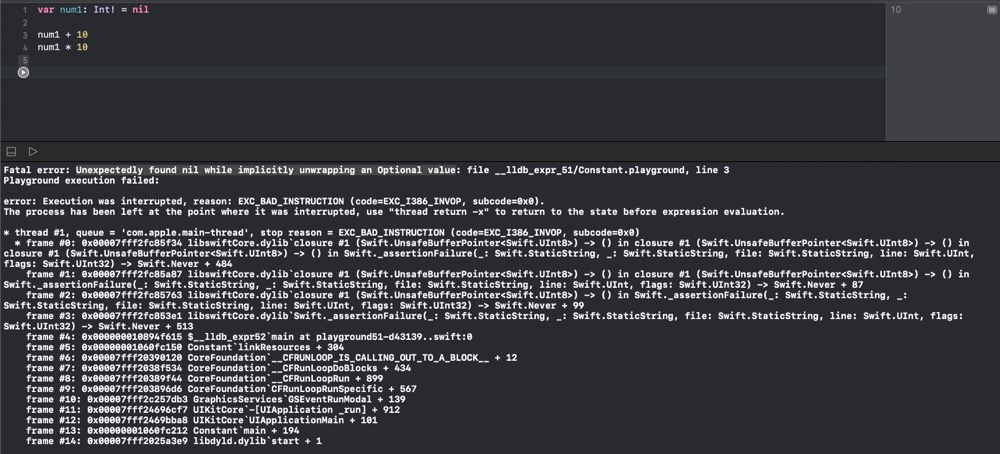 1 var num1: Int! = nil
2
3 num1 + 10
4 num1 * 10
5
10
Fatal error: Unexpectedly found nil while implicitly unwrapping an Optional value: file __lldb_expr_51/Constant.playground, line 3
Playground execution failed:
error: Execution was interrupted, reason: EXC_BAD_INSTRUCTION (code=EXC_I386_INVOP, subcode=0x0).
The process has been left at the point where it was interrupted, use "thread return -x" to return to the state before expression evaluation.
* thread #1, queue = 'com.apple.main-thread', stop reason = EXC_BAD_INSTRUCTION (code=EXC_I386_INVOP, subcode=0x0)
* frame #0: 0x00007fff2fc85f34 libswiftCore.dylib`closure #1 (Swift.UnsafeBufferPointer<Swift.UInt8>) -> () in closure #1 (Swift.UnsafeBufferPointer<Swift.UInt8>) -> () in
closure #1 (Swift.UnsafeBufferPointer<Swift.UInt8>) -> () in Swift._assertionFailure(_: Swift.StaticString, _: Swift.StaticString, file: Swift.StaticString, line: Swift.UInt,
flags: Swift.UInt32) -> Swift.Never + 484
frame #1: 0x00007fff2fc85a87 libswiftCore.dylib`closure #1 (Swift.UnsafeBufferPointer<Swift.UInt8>) -> () in closure #1 (Swift.UnsafeBufferPointer<Swift.UInt8>) -> () in
Swift._assertionFailure(_: Swift.StaticString, _: Swift.StaticString, file: Swift.StaticString, line: Swift.UInt, flags: Swift.UInt32) -> Swift.Never + 87
frame #2: 0x00007fff2fc85763 libswiftCore.dylib`closure #1 (Swift.UnsafeBufferPointer<Swift.UInt8>) -> () in Swift._assertionFailure(_: Swift.StaticString, _:
Swift.StaticString, file: Swift.StaticString, line: Swift.UInt, flags: Swift.UInt32) -> Swift.Never + 99
frame #3: 0x00007fff2fc853e1 libswiftCore.dylib`Swift._assertionFailure(_: Swift.StaticString, _: Swift.StaticString, file: Swift.StaticString, line: Swift.UInt, flags:
Swift.UInt32) -> Swift.Never + 513
frame #4: 0x000000010894f615 $__lldb_expr52`main at playground51-d43139..swift:0
frame #5: 0x00000001060fc150 Constant`linkResources + 304
frame #6: 0x00007fff20390120 CoreFoundation`__CFRUNLOOP_IS_CALLING_OUT_TO_A_BLOCK__ + 12
frame #7: 0x00007fff2038f534 CoreFoundation`__CFRunLoopDoBlocks + 434
frame #8: 0x00007fff20389f44 CoreFoundation`__CFRunLoopRun + 899
frame #9: 0x00007fff203896d6 CoreFoundation`CFRunLoopRunSpecific + 567
frame #10: 0x00007fff2c257db3 GraphicsServices`GSEventRunModal + 139
frame #11: 0x00007fff24696cf7 UIKitCore`-[UIApplication _run] + 912
frame #12: 0x00007fff2469bba8 UIKitCore`UIApplicationMain + 101
frame #13: 0x00000001060fc212 Constant`main + 194
frame #14: 0x00007fff2025a3e9 libdyld.dylib`start + 1